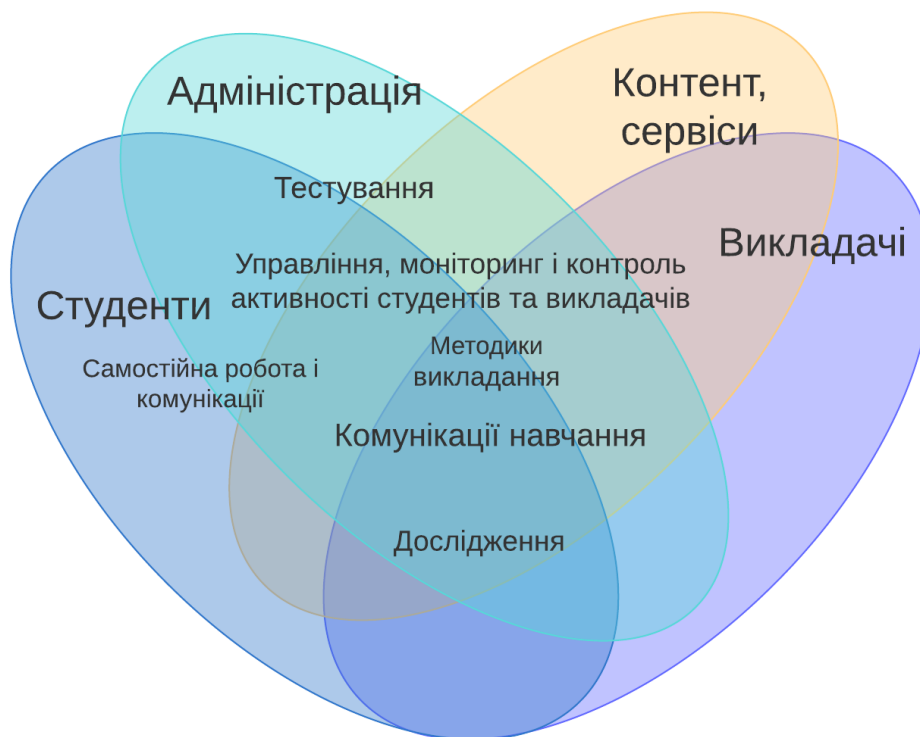 Адміністрація
Контент,
сервіси
Тестування
Викладачі
Управління, моніторинг і контроль
активності студентів та викладачів
Студенти
Методики
викладання
Самостійна робота і
комунікації
Комунікації навчання
Дослідження